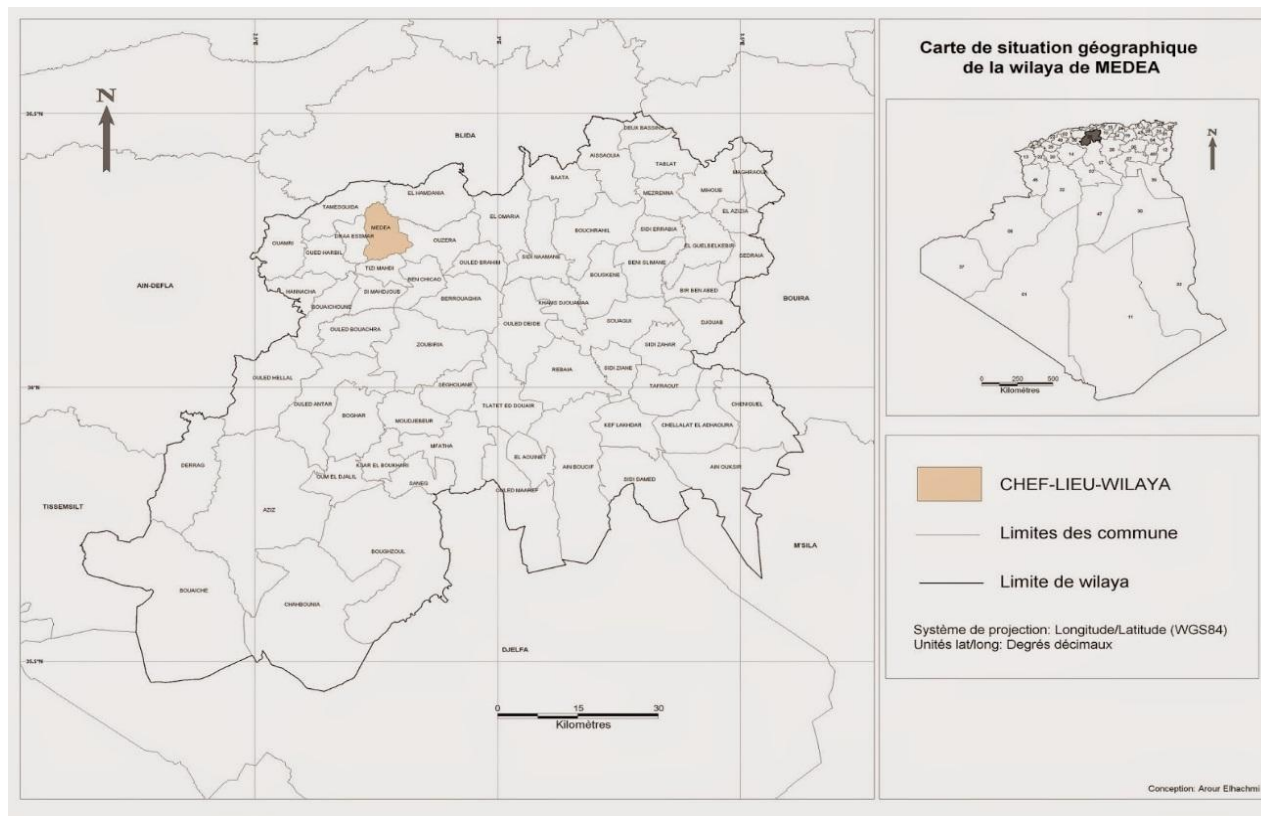 Carte de situation géographique
de la wilaya de MEDEA
N
N
BLIDA
DEUX BASSINS
AISSAOUIA
TABLAT
BAATA
MAGHRAOUA
EL HAMDANIA
MEZRENNA
MIHOUB
TAMESGUIDA
EL OMARIA
EL AZIZIA
MEDEA
DRAA ESSMAR
BOUCHRAHIL
SIDI ERRABIA
OUAMRI
OUZERA
EL GUELBELKEBIR
OUED HARBIL
SIDI NAAMANE
CEDRAIA
OULED BRAHIM
BENI SLIMANE
TIZI MAHDI
BOUSKENE
BEN CHICAO
AIN-DEFLA
HANNACHA
SI MAHDJOUB
BIR BEN ABED
BERROUAGHIA
KHAMS DJOUAMAA
BOUIRA
BOUAICHOUNE
OULED BOUACHRA
OULED DEIDE
SOUAGUI
DJOUAB
ZOUBIRIA
SIDI ZAHAR
REBAIA
SIDI ZIANE
OULED HELLAL
SEGHOUANE
TAFRAOUT
36°N
OULED ANTAR
TLATET ED DOUAIR
CHENIGUEL
BOGHAR
MOUDJEBEUR
KEF LAKHDAR
CHELLALAT EL ADHAOURA
MFATHA
EL AOUINET
DERRAG
KSAR EL BOUKHARI
AIN BOUCIF
AIN OUKSIR
OUM EL DJALIL
SANEG
SIDI DAMED
OULED MAAREF
TISSEMSILT
AZIZ
M'SILA
BOUGHZOUL
BOUAICHE
CHAHBOUNIA
DJELFA
0 15 30
Kilomètres
0 250 500
Kilomètres
CHEF-LIEU-WILAYA
Limites des commune
Limite de wilaya
Système de projection: Longitude/Latitude (WGS84)
Unités lat/long: Degrés décimaux
Conception: Arour Elhachmi